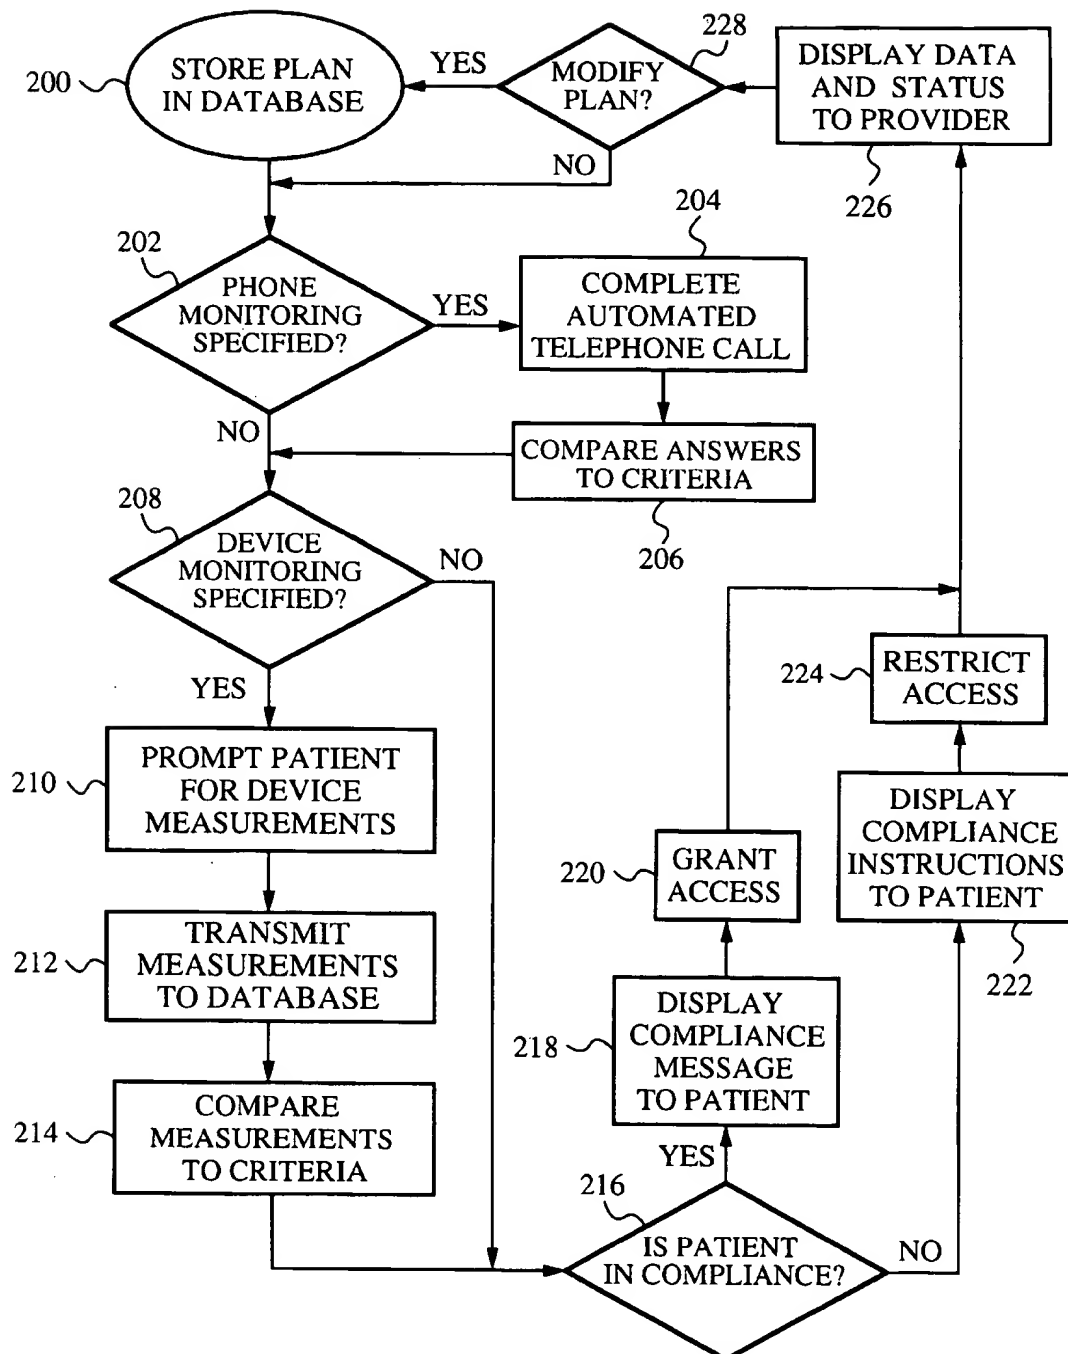 200
STORE PLAN
IN DATABASE
YES
MODIFY
PLAN?
228
NO
DISPLAY DATA
AND STATUS
TO PROVIDER
226
202
PHONE
MONITORING
SPECIFIED?
YES
NO
204
COMPLETE
AUTOMATED
TELEPHONE CALL
COMPARE ANSWERS
TO CRITERIA
206
208
DEVICE
MONITORING
SPECIFIED?
NO
YES
210
PROMPT PATIENT
FOR DEVICE
MEASUREMENTS
212
TRANSMIT
MEASUREMENTS
TO DATABASE
214
COMPARE
MEASUREMENTS
TO CRITERIA
216
IS PATIENT
IN COMPLIANCE?
YES
NO
218
DISPLAY
COMPLIANCE
MESSAGE
TO PATIENT
220
GRANT
ACCESS
DISPLAY
COMPLIANCE
INSTRUCTIONS
TO PATIENT
222
224
RESTRICT
ACCESS